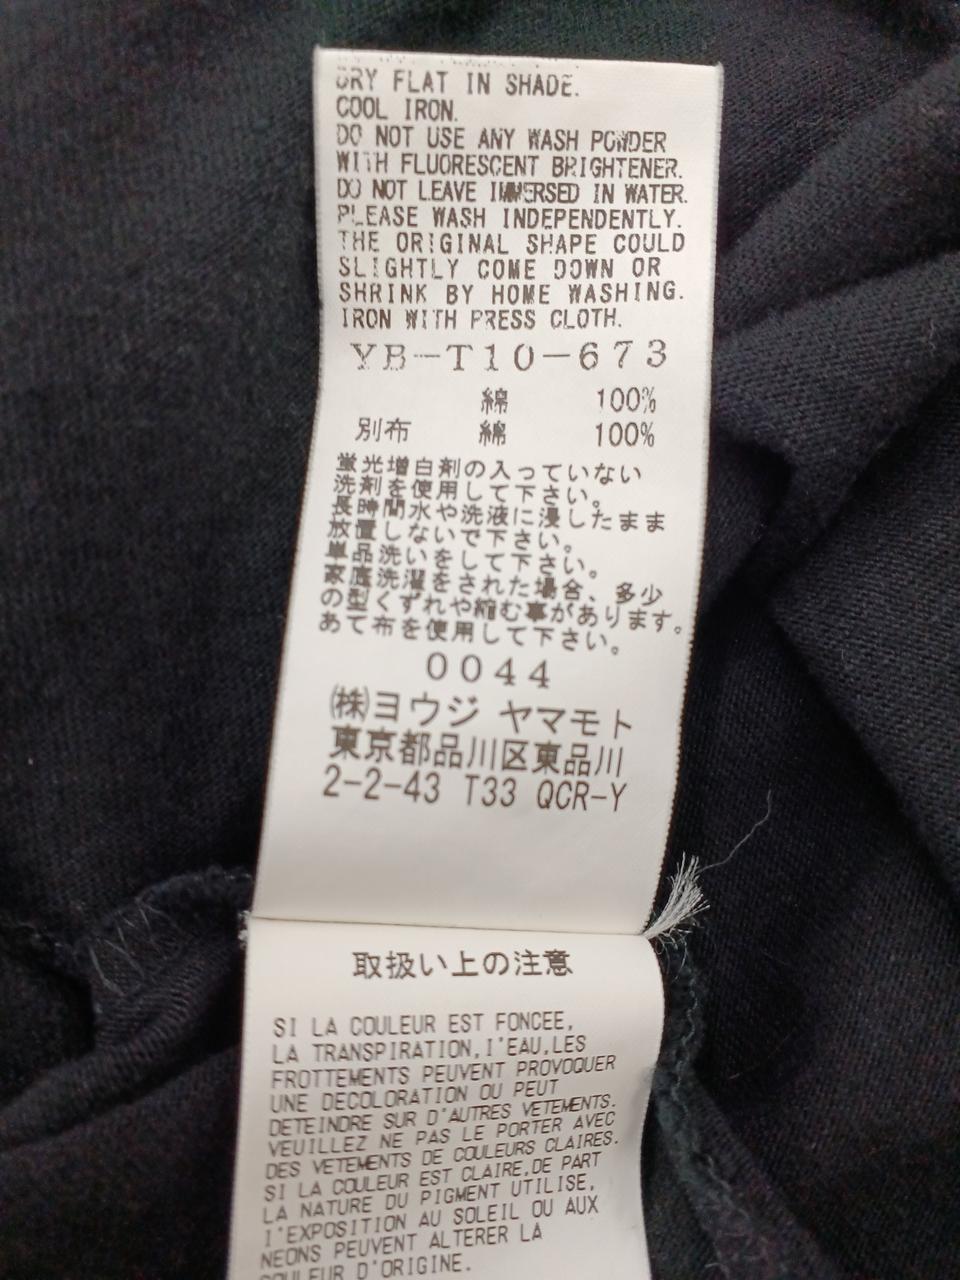 DRY FLAT IN SHADE.
COOL IRON.
DO NOT USE ANY WASH POWDER
WITH FLUORESCENT BRIGHTENER.
DO NOT LEAVE IMMERSED IN WATER.
PLEASE WASH INDEPENDENTLY.
THE ORIGINAL SHAPE COULD
SLIGHTLY COME DOWN OR
SHRINK BY HOME WASHING.
IRON WITH PRESS CLOTH.
YB-T10-673
綿 100%
別布 綿 100%
蛍光増白剤の入っていない
洗剤を使用して下さい。
長時間水や洗液に浸したまま
放置しないで下さい。
単品洗いをして下さい。
家庭洗濯をされた場合、多少
の型くずれや縮む事があります。
あて布を使用して下さい。
0044
㈱ヨウジ ヤマモト
東京都品川区東品川
2-2-43 T33 QCR-Y
取扱い上の注意
SI LA COULEUR EST FONCEE,
LA TRANSPIRATION,I'EAU,LES
FROTTEMENTS PEUVENT PROVOQUER
UNE DECOLORATION OU PEUT
DETEINDRE SUR D'AUTRES VETEMENTS.
VEUILLEZ NE PAS LE PORTER AVEC
DES VETEMENTS DE COULEURS CLAIRES.
SI LA COULEUR EST CLAIRE,DE PART
LA NATURE DU PIGMENT UTILISE,
I'EXPOSITION AU SOLEIL OU AUX
NEONS PEUVENT ALTERER LA
COULEUR D'ORIGINE.